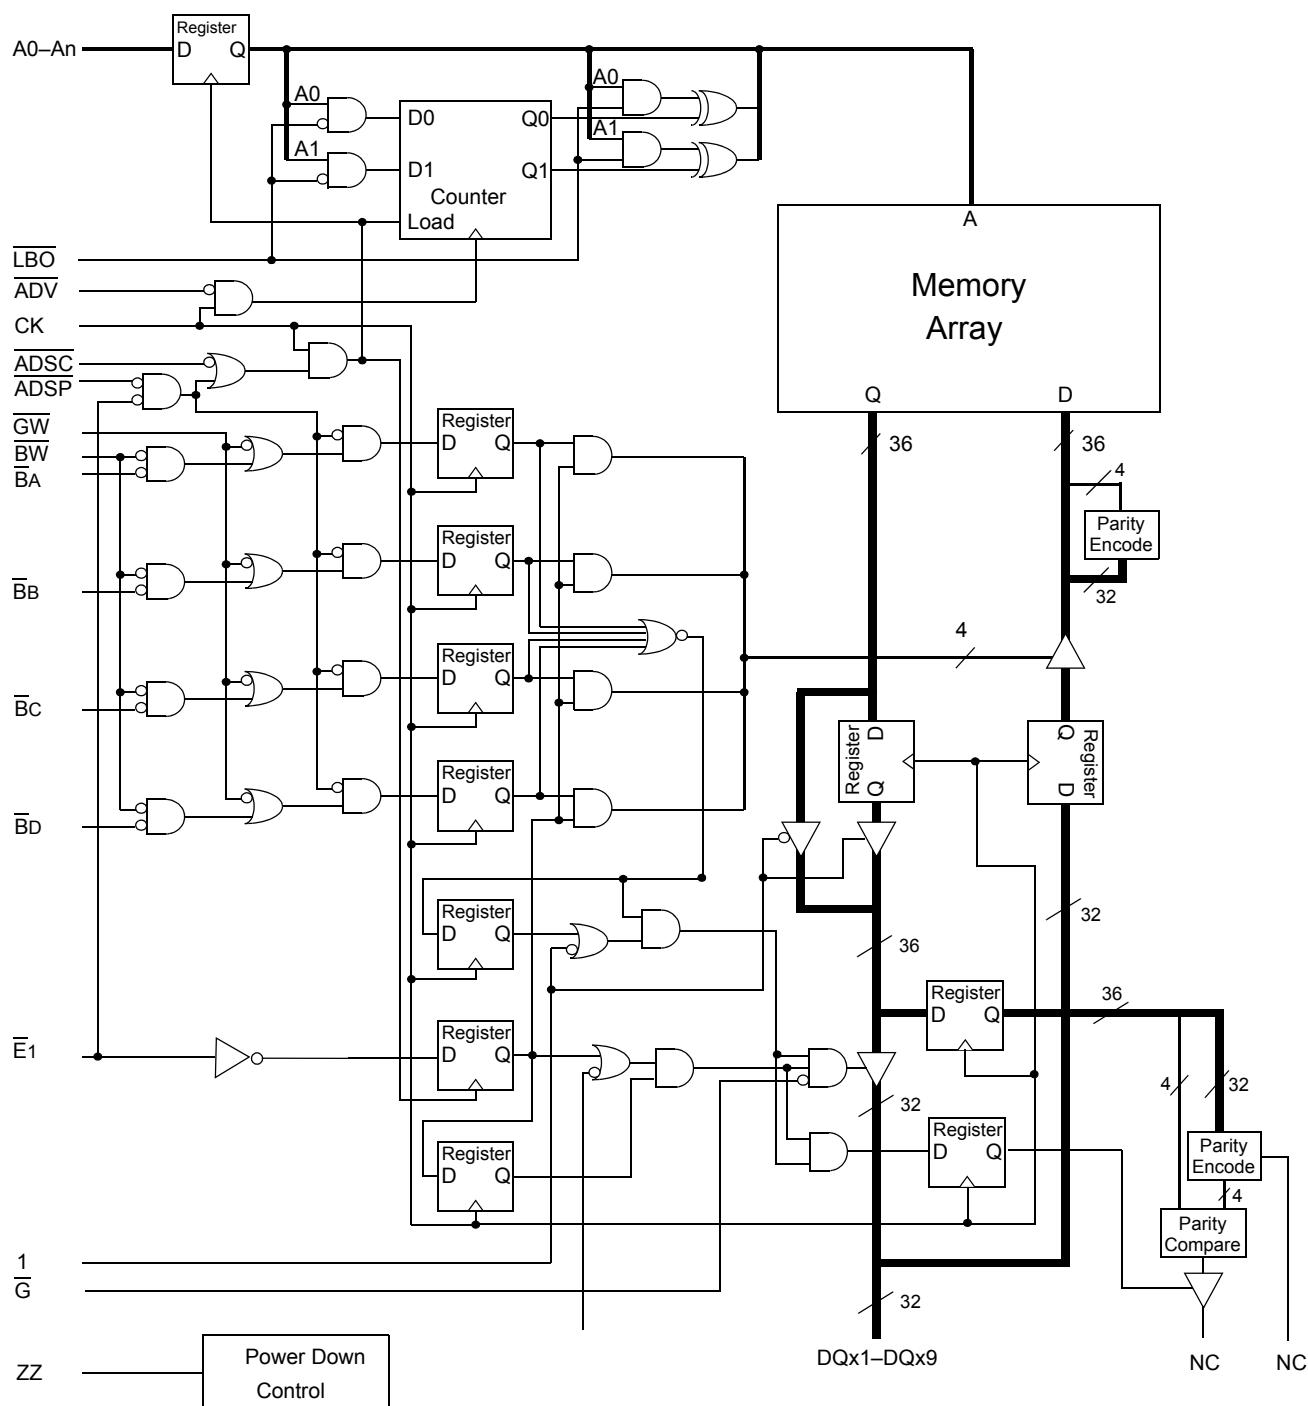 Register
A0–An
D Q
A0
A0
D0
Q0
A1
A1
D1
Q1
Counter
Load
A
LBO
Memory
Array
ADV
CK
ADSC
ADSP
Q
D
GW
Register
BW
D Q
36
36
BA
4
Parity
Encode
Register
D Q
BB
32
4
Register
D Q
BC
D
Register
Q
Q
Register
D
Register
D Q
BD
Register
D Q
32
36
Register
D Q
36
E1
Register
D Q
4
32
32
Register
D Q
Parity
Encode
Register
D Q
4
Parity
Compare
1
G
32
ZZ
Power Down
Control
DQx1–DQx9
NC
NC